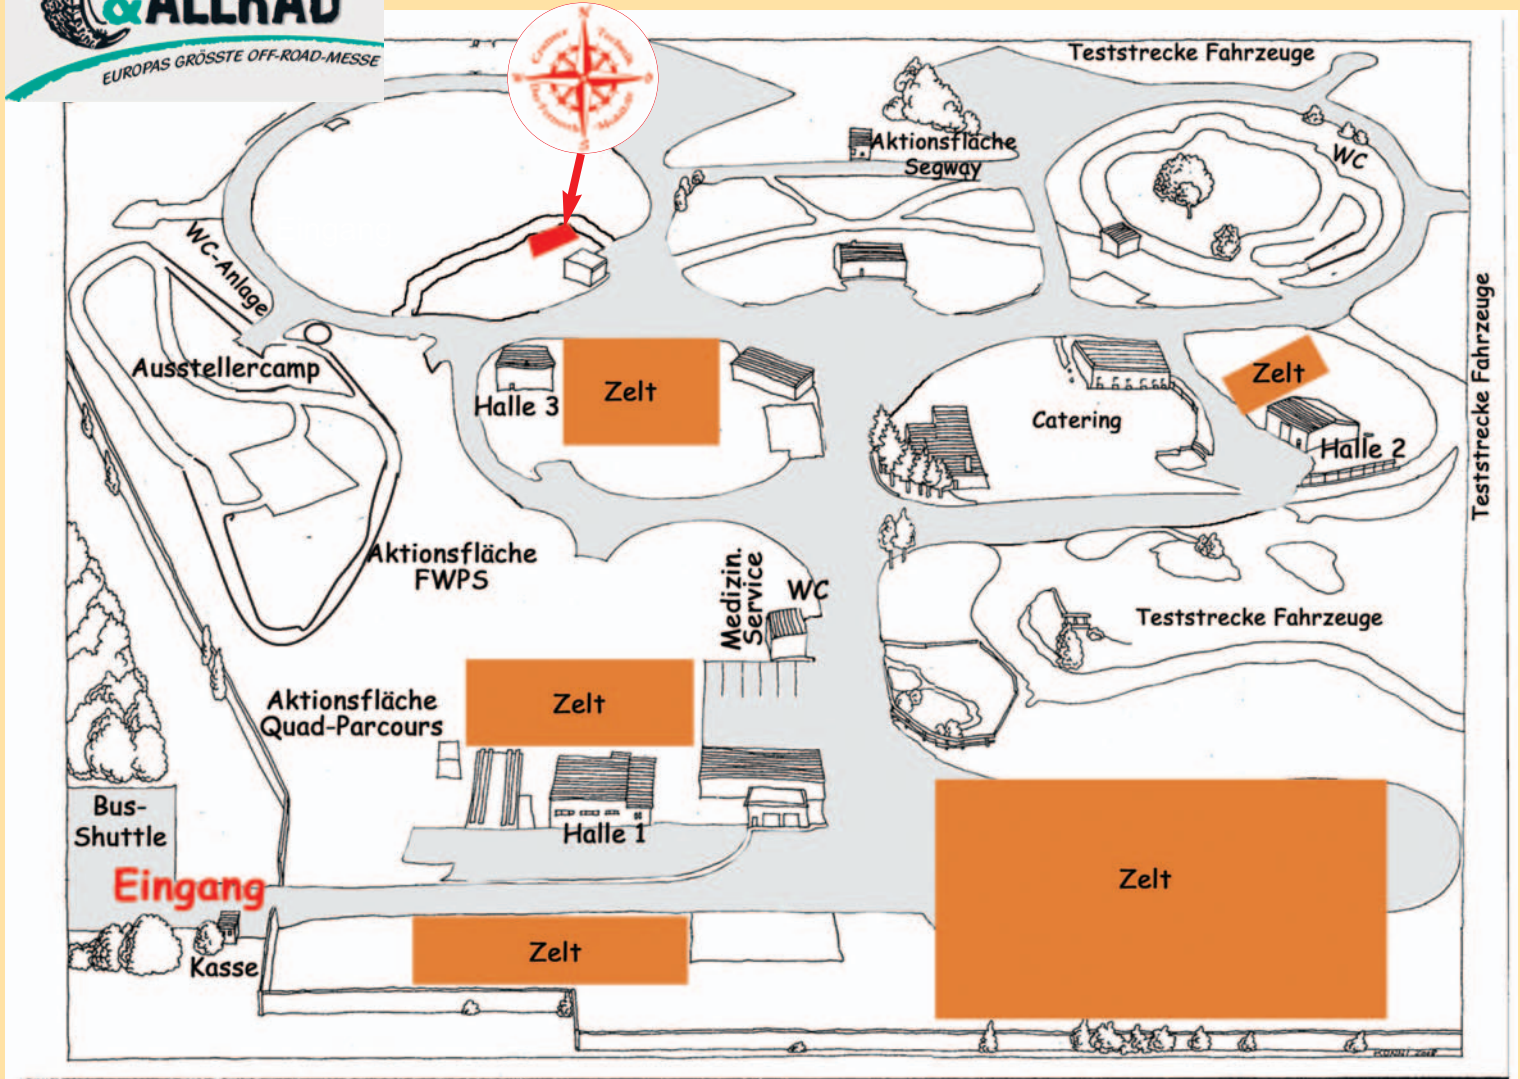 &ALLRAD
EUROPAS GRÖSSTE OFF-ROAD-MESSE
N
S
Teststrecke Fahrzeuge
Aktionsfläche
Segway
WC
WC-Anlage
Ausstellercamp
Halle 3
Zelt
Catering
Zelt
Halle 2
Teststrecke Fahrzeuge
Aktionsfläche
FWPS
Medizin.
Service
WC
Teststrecke Fahrzeuge
Aktionsfläche
Quad-Parcours
Zelt
Bus-
Shuttle
Halle 1
Eingang
Zelt
Kasse
Zelt